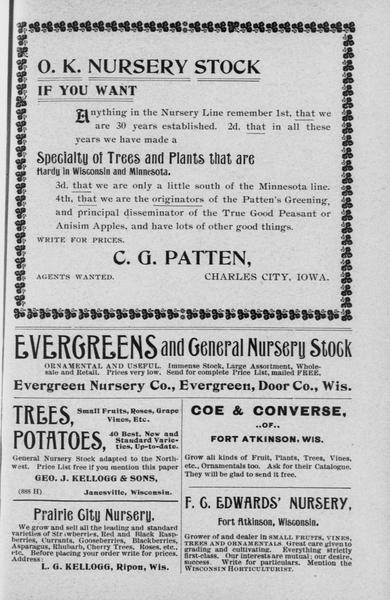 O. K. NURSERY STOCK
IF YOU WANT
Anything in the Nursery Line remember 1st, that we
are 30 years established. 2d, that in all these
years we have made a
Specialty of Trees and Plants that are
Hardy in Wisconsin and Minnesota.
3d. that we are only a little south of the Minnesota line.
4th, that we are the originators of the Patten's Greening,
and principal disseminator of the True Good Peasant or
Anisim Apples, and have lots of other good things.
WRITE FOR PRICES.
C. G. PATTEN,
AGENTS WANTED. CHARLES CITY, IOWA.
EVERGREENS and General Nursery Stock
ORNAMENTAL AND USEFUL. Immense Stock, Large Assortment, Whole-
sale and Retail. Prices very low. Send for complete Price List, mailed FREE,
Evergreen Nursery Co., Evergreen, Door Co., Wis.
TREES, Small Fruits, Roses, Grape
Vines, Etc.
POTATOES, 40 Best, New and
Standard Varie-
ties, Up-to-date.
General Nursery Stock adapted to the North-
west. Price List free if you mention this paper
GEO. J. KELLOGG & SONS,
(888 H) Janesville, Wisconsin.
Prairie City Nursery.
We grow and sell all the leading and standard
varieties of Strawberries, Red and Black Rasp-
berries, Currants, Gooseberries, Blackberries,
Asparagus, Rhubarb, Cherry Trees, Roses, etc.,
etc. Before placing your order write for prices.
Address:
L. G. KELLOGG, Ripon, Wis.
COE & CONVERSE,
..OF..
FORT ATKINSON, WIS.
Grow all kinds of Fruit, Plants, Trees, Vines,
etc., Ornamentals too. Ask for their Catalogue.
They will be glad to send it free.
F. G. EDWARDS' NURSERY,
Fort Atkinson, Wisconsin.
Grower of and dealer in SMALL FRUITS, VINES,
TREES AND ORNAMENTALS. Great care given to
grading and cultivating. Everything strictly
first-class. Our interests are mutual; our desire,
success. Write for particulars. Mention the
WISCONSIN HORTICULTURIST.